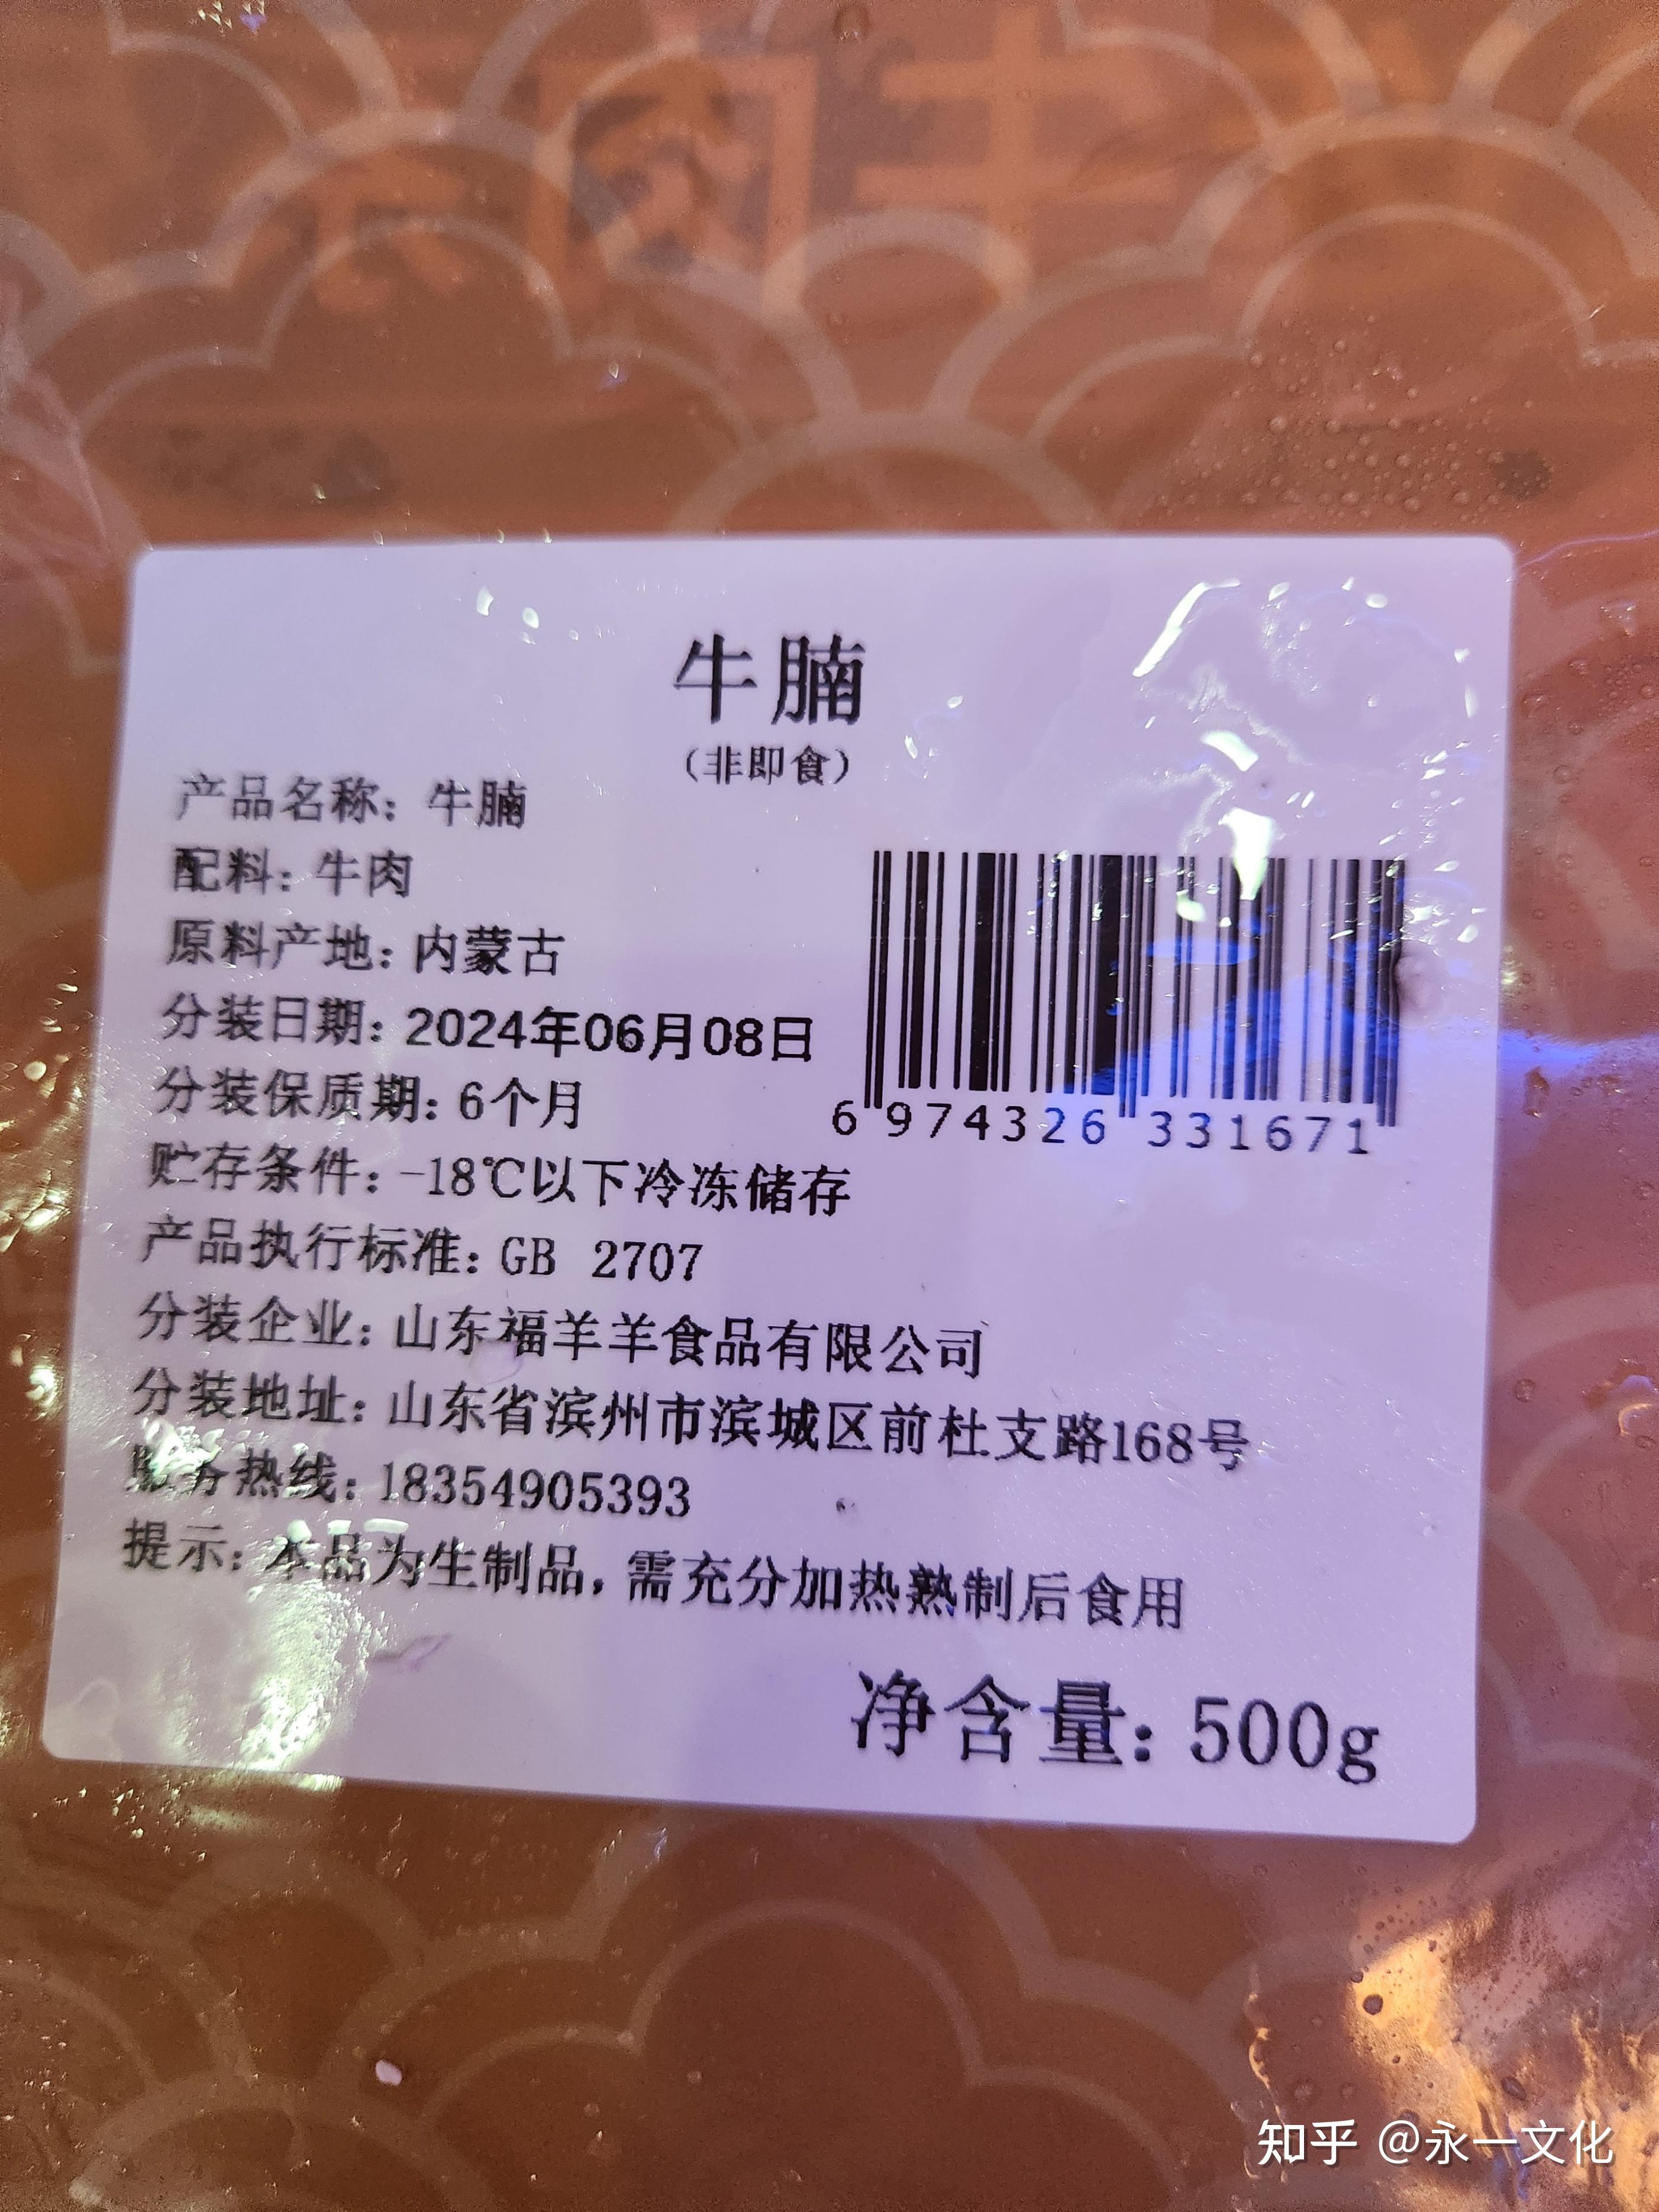 牛腩
（非即食）
产品名称：牛腩
配料：牛肉
原料产地：内蒙古
分装日期：2024年06月08日
分装保质期：6个月
6 974326 331671
贮存条件：-18℃以下冷冻储存
产品执行标准：GB 2707
分装企业：山东福羊羊食品有限公司
分装地址：山东省滨州市滨城区前杜支路168号
服务热线：18354905393
提示：本品为生制品，需充分加热熟制后食用
净含量：500g
知乎 @永一文化